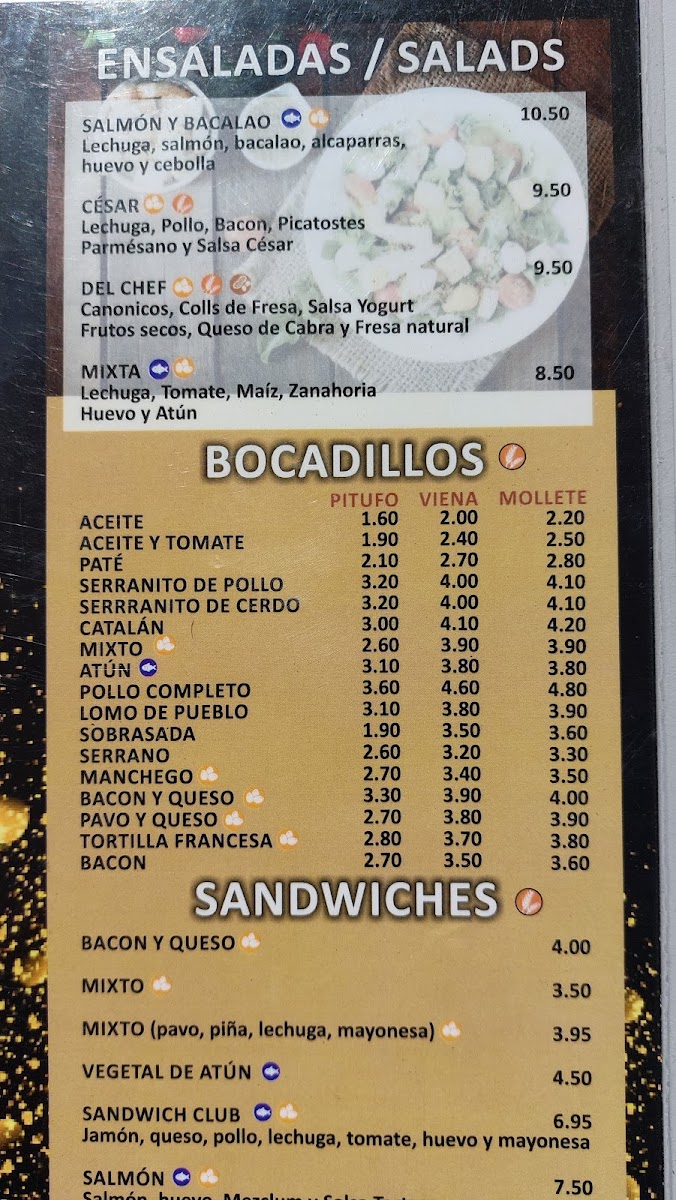 ENSALADAS / SALADS
SALMÓN Y BACALAO 10.50
Lechuga, salmón, bacalao, alcaparras,
huevo y cebolla
CÉSAR 9.50
Lechuga, Pollo, Bacon, Picatostes
Parmésano y Salsa César
DEL CHEF 9.50
Canonicos, Colls de Fresa, Salsa Yogurt
Frutos secos, Queso de Cabra y Fresa natural
MIXTA 8.50
Lechuga, Tomate, Maíz, Zanahoria
Huevo y Atún
BOCADILLOS
PITUFO VIENA MOLLETE
ACEITE 1.60 2.00 2.20
ACEITE Y TOMATE 1.90 2.40 2.50
PATÉ 2.10 2.70 2.80
SERRANITO DE POLLO 3.20 4.00 4.10
SERRRANITO DE CERDO 3.20 4.00 4.10
CATALÁN 3.00 4.10 4.20
MIXTO 2.60 3.90 3.90
ATÚN 3.10 3.80 3.80
POLLO COMPLETO 3.60 4.60 4.80
LOMO DE PUEBLO 3.10 3.80 3.90
SOBRASADA 1.90 3.50 3.60
SERRANO 2.60 3.20 3.30
MANCHEGO 2.70 3.40 3.50
BACON Y QUESO 3.30 3.90 4.00
PAVO Y QUESO 2.70 3.80 3.90
TORTILLA FRANCESA 2.80 3.70 3.80
BACON 2.70 3.50 3.60
SANDWICHES
BACON Y QUESO 4.00
MIXTO 3.50
MIXTO (pavo, piña, lechuga, mayonesa) 3.95
VEGETAL DE ATÚN 4.50
SANDWICH CLUB 6.95
Jamón, queso, pollo, lechuga, tomate, huevo y mayonesa
SALMÓN 7.50
Salmón, huevo, Mezclum y Salsa